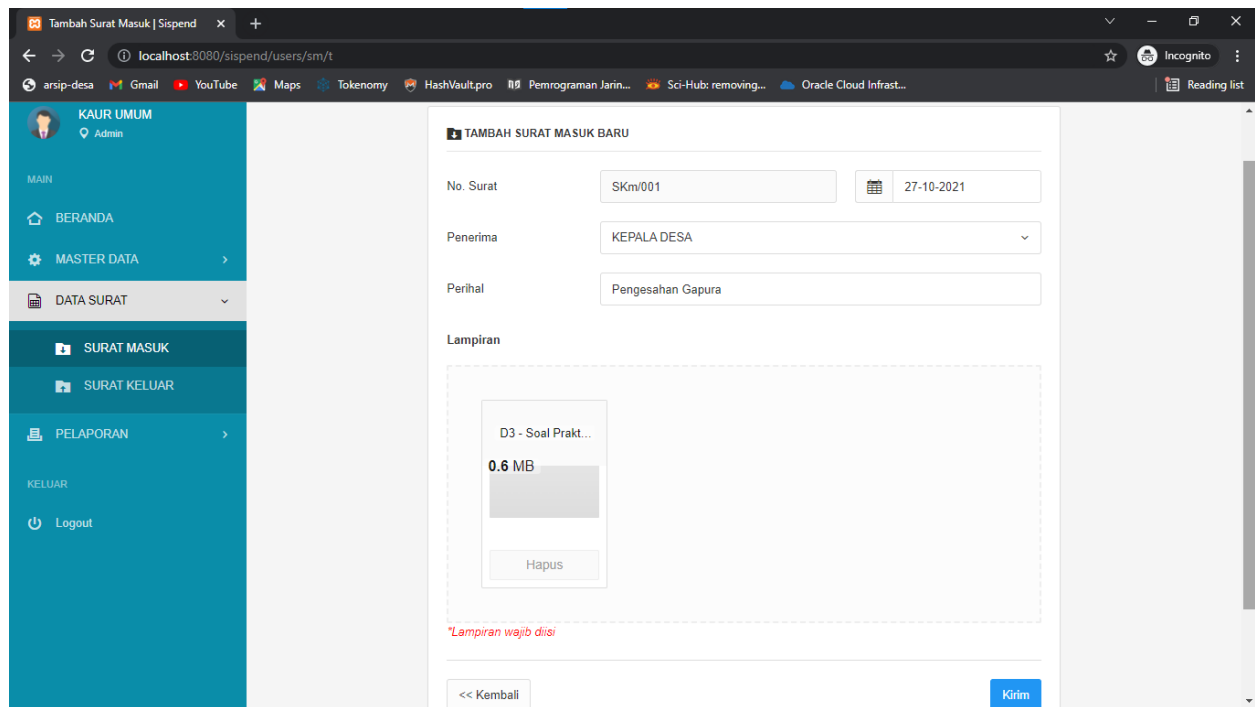 Tambah Surat Masuk | Sispend
localhost:8080/sispend/users/sm/t
Incognito
arsip-desa Gmail YouTube Maps Tokenomy HashVault.pro Pemrograman Jarin... Sci-Hub: removing... Oracle Cloud Infrast... Reading list
KAUR UMUM
Admin
MAIN
BERANDA
MASTER DATA
DATA SURAT
SURAT MASUK
SURAT KELUAR
PELAPORAN
KELUAR
Logout
TAMBAH SURAT MASUK BARU
No. Surat SKm/001 27-10-2021
Penerima KEPALA DESA
Perihal Pengesahan Gapura
Lampiran
D3 - Soal Prakt...
0.6 MB
Hapus
*Lampiran wajib diisi
<< Kembali Kirim